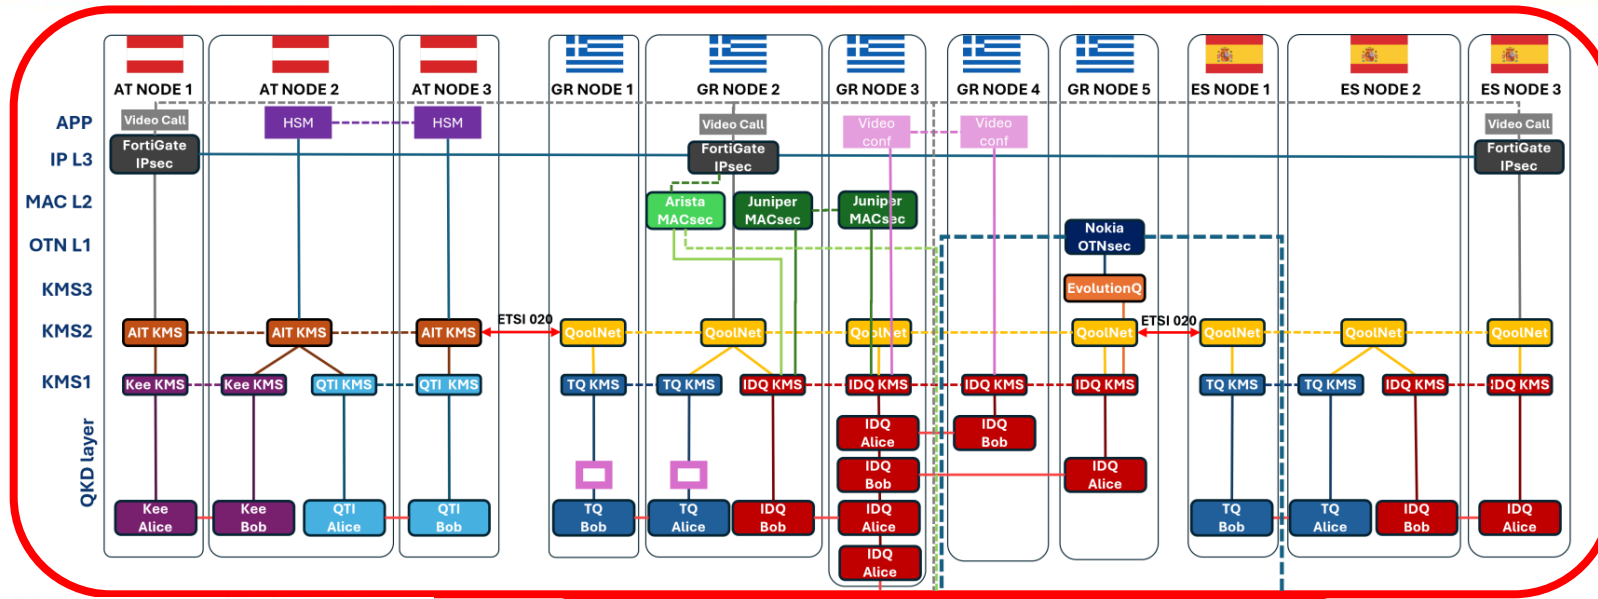 AT NODE 1
AT NODE 2
AT NODE 3
GR NODE 1
GR NODE 2
GR NODE 3
GR NODE 4
GR NODE 5
ES NODE 1
ES NODE 2
ES NODE 3
APP
Video Call
HSM
HSM
Video Call
Video
conf
Video
conf
Video Call
IP L3
FortiGate
IPsec
FortiGate
IPsec
FortiGate
IPsec
MAC L2
Arista
MACsec
Juniper
MACsec
Juniper
MACsec
OTN L1
Nokia
OTNsec
KMS3
EvolutionQ
KMS2
AIT KMS
AIT KMS
AIT KMS
ETSI 020
QoolNet
QoolNet
QoolNet
QoolNet
ETSI 020
QoolNet
QoolNet
QoolNet
KMS1
Kee KMS
Kee KMS
QTI KMS
QTI KMS
TQ KMS
TQ KMS
IDQ KMS
IDQ KMS
IDQ KMS
IDQ KMS
TQ KMS
TQ KMS
IDQ KMS
IDQ KMS
QKD layer
IDQ
Alice
IDQ
Bob
IDQ
Bob
IDQ
Alice
Kee
Alice
Kee
Bob
QTI
Alice
QTI
Bob
TQ
Bob
TQ
Alice
IDQ
Bob
IDQ
Alice
TQ
Bob
TQ
Alice
IDQ
Bob
IDQ
Alice
IDQ
Alice